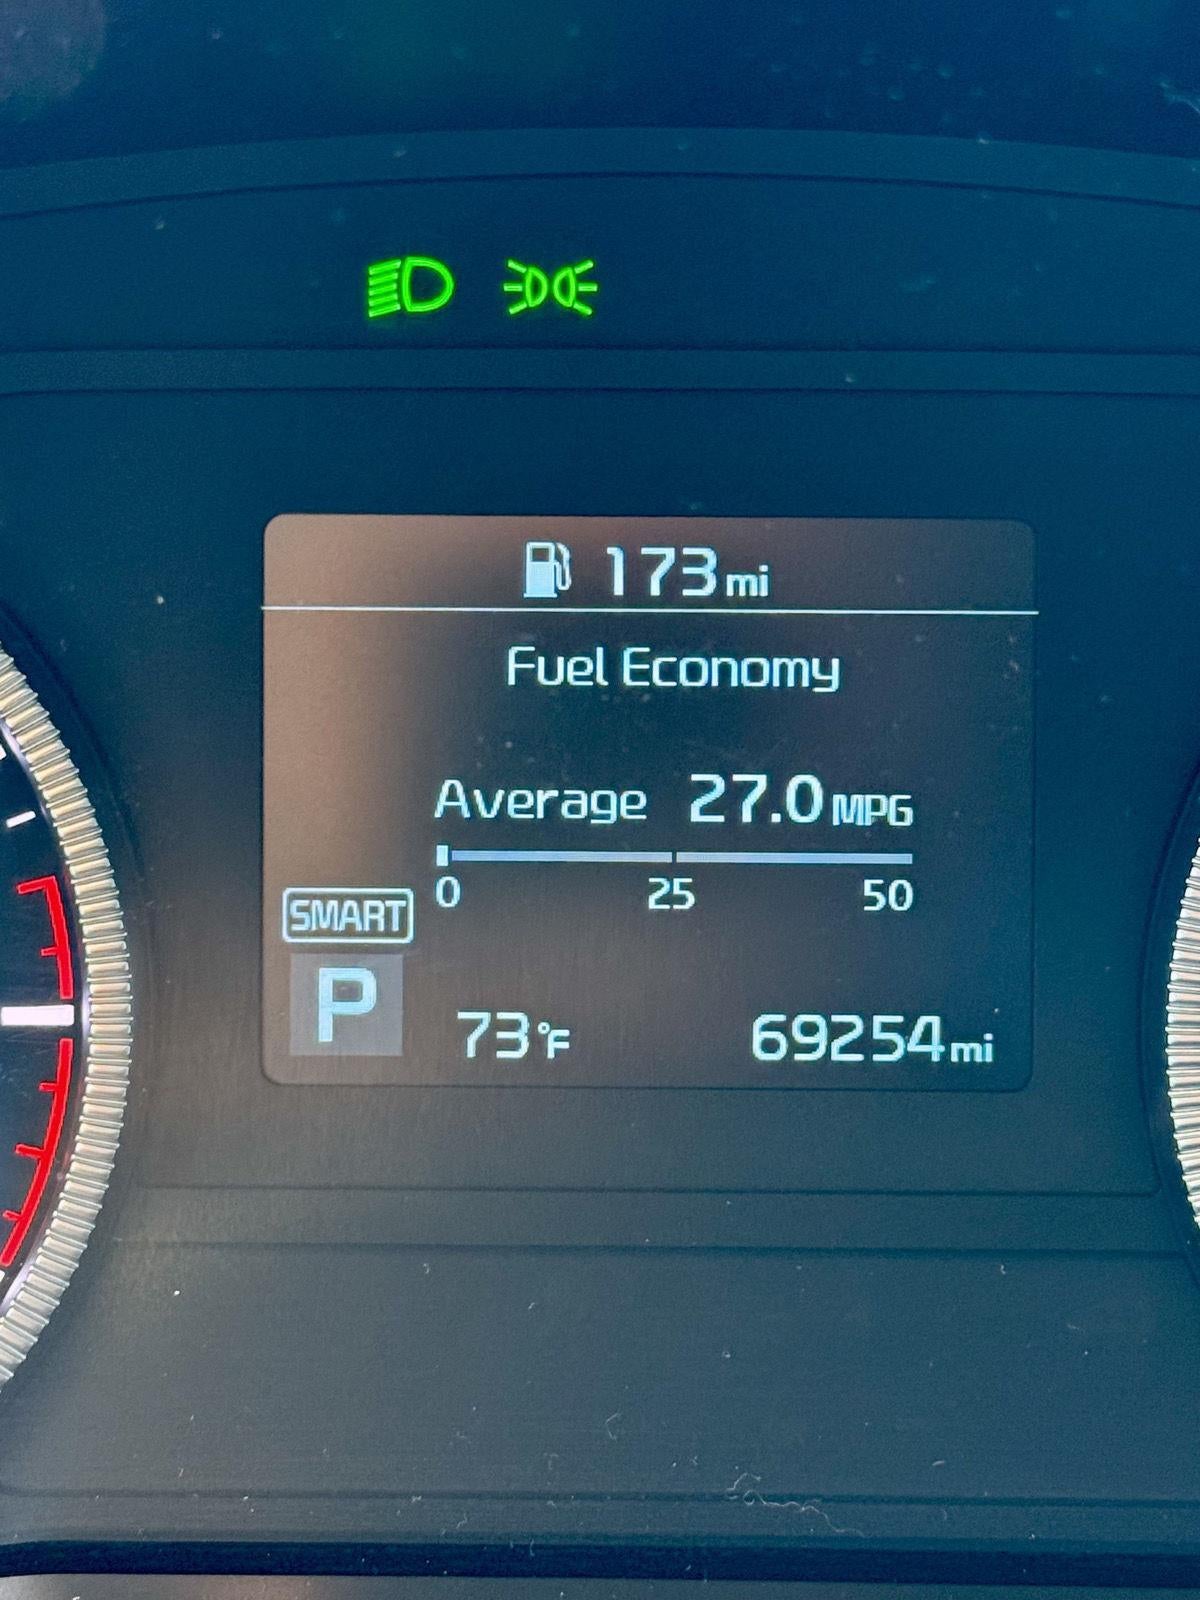 173mi
Fuel Economy
Average 27.0MPG
0 25 50
SMART
P
73°F 69254mi